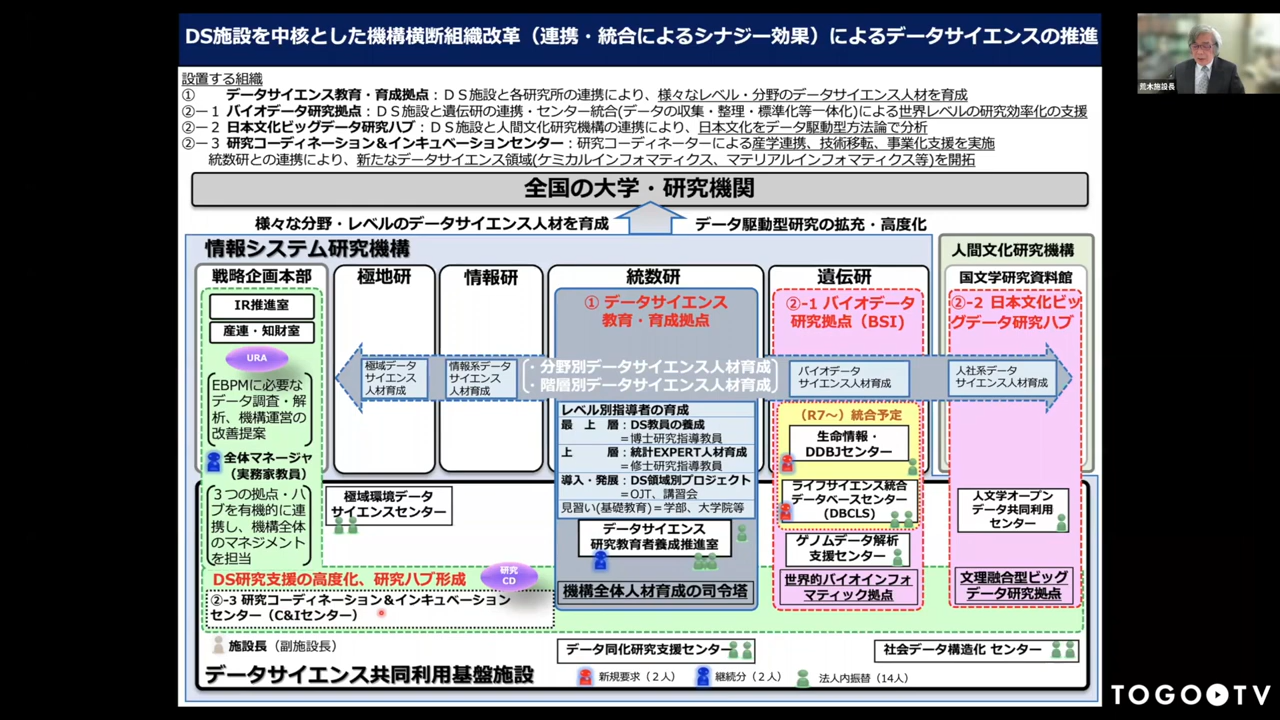 DS施設を中核とした機構横断組織改革（連携・統合によるシナジー効果）によるデータサイエンスの推進
荒木施設長
設置する組織
① データサイエンス教育・育成拠点：ＤＳ施設と各研究所の連携により、様々なレベル・分野のデータサイエンス人材を育成
②－１ バイオデータ研究拠点：ＤＳ施設と遺伝研の連携・センター統合(データの収集・整理・標準化等一体化)による世界レベルの研究効率化の支援
②－２ 日本文化ビッグデータ研究ハブ：ＤＳ施設と人間文化研究機構の連携により、日本文化をデータ駆動型方法論で分析
②－３ 研究コーディネーション＆インキュベーションセンター：研究コーディネーターによる産学連携、技術移転、事業化支援を実施
統数研との連携により、新たなデータサイエンス領域(ケミカルインフォマティクス、マテリアルインフォマティクス等)を開拓
全国の大学・研究機関
様々な分野・レベルのデータサイエンス人材を育成
データ駆動型研究の拡充・高度化
情報システム研究機構
人間文化研究機構
戦略企画本部
極地研
情報研
統数研
遺伝研
国文学研究資料館
IR推進室
産連・知財室
URA
EBPMに必要な
データ調査・解
析、機構運営の
改善提案
全体マネージャ
（実務家教員）
３つの拠点・ハ
ブを有機的に連
携し、機構全体
のマネジメント
を担当
① データサイエンス
教育・育成拠点
②-1 バイオデータ
研究拠点（BSI）
②-2 日本文化ビッ
グデータ研究ハブ
極域データ
サイエンス
人材育成
情報系データ
サイエンス
人材育成
・分野別データサイエンス人材育成
・階層別データサイエンス人材育成
バイオデータ
サイエンス人材育成
人社系データ
サイエンス人材育成
レベル別指導者の育成
最 上 層：DS教員の養成
＝博士研究指導教員
上 層：統計EXPERT人材育成
＝修士研究指導教員
導入・発展：DS領域別プロジェクト
＝OJT、講習会
見習い(基礎教育)＝学部、大学院等
データサイエンス
研究教育者養成推進室
機構全体人材育成の司令塔
（R7～）統合予定
生命情報・
DDBJセンター
ライフサイエンス統合
データベースセンター
(DBCLS)
ゲノムデータ解析
支援センター
世界的バイオインフォ
マティック拠点
人文学オープン
データ共同利用
センター
文理融合型ビッグ
データ研究拠点
極域環境データ
サイエンスセンター
DS研究支援の高度化、研究ハブ形成
研究
CD
②-3 研究コーディネーション＆インキュベーション
センター（C&Iセンター）
施設長（副施設長）
データ同化研究支援センター
社会データ構造化 センター
データサイエンス共同利用基盤施設
新規要求（２人）
継続分（２人）
法人内振替（14人）
TOGOTV